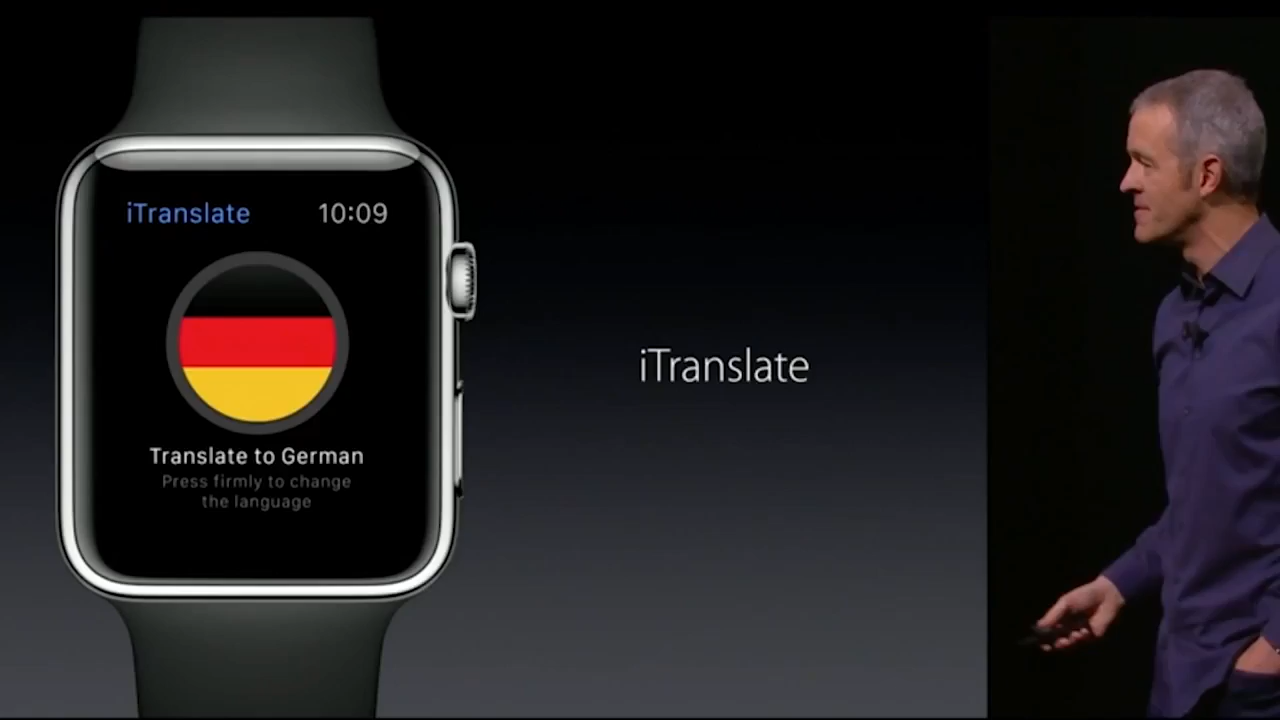 iTranslate 10:09
Translate to German
Press firmly to change
the language
iTranslate